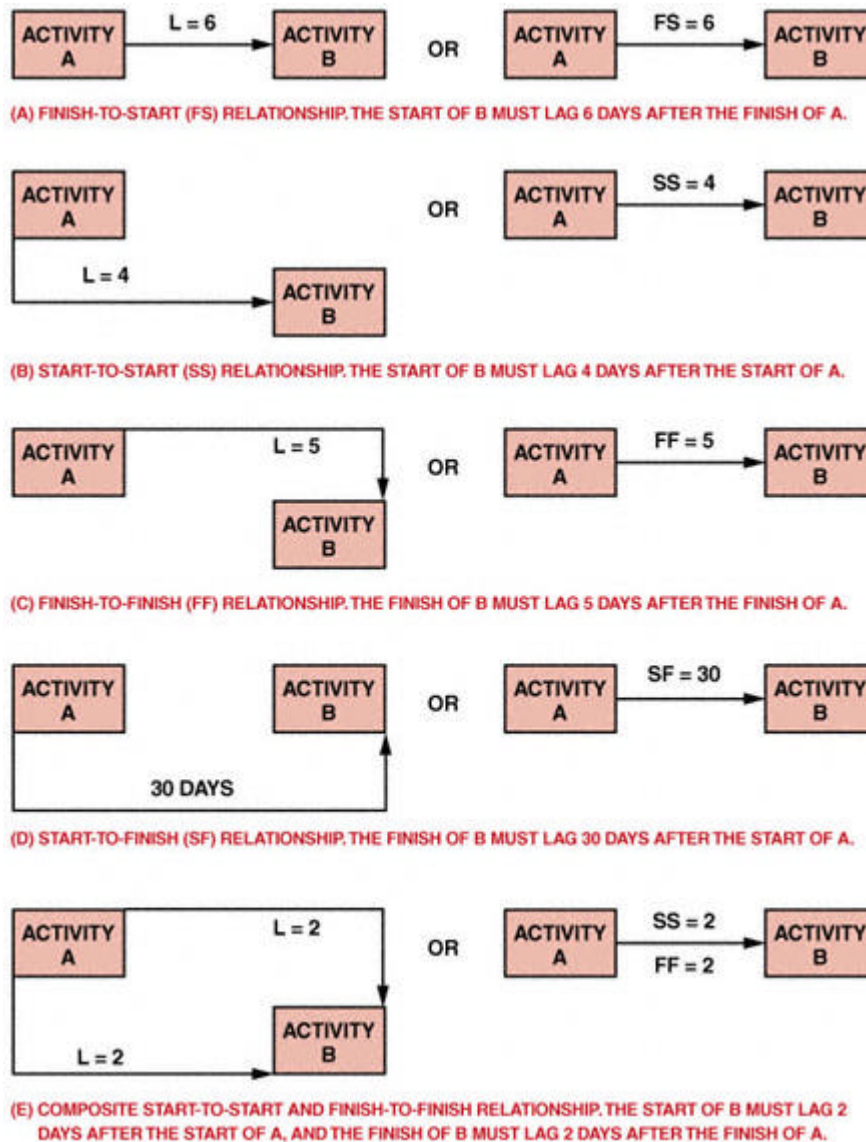 ACTIVITY
A
L = 6
ACTIVITY
B
OR
ACTIVITY
A
FS = 6
ACTIVITY
B
(A) FINISH-TO-START (FS) RELATIONSHIP. THE START OF B MUST LAG 6 DAYS AFTER THE FINISH OF A.
ACTIVITY
A
L = 4
ACTIVITY
B
OR
ACTIVITY
A
SS = 4
ACTIVITY
B
(B) START-TO-START (SS) RELATIONSHIP. THE START OF B MUST LAG 4 DAYS AFTER THE START OF A.
ACTIVITY
A
L = 5
ACTIVITY
B
OR
ACTIVITY
A
FF = 5
ACTIVITY
B
(C) FINISH-TO-FINISH (FF) RELATIONSHIP. THE FINISH OF B MUST LAG 5 DAYS AFTER THE FINISH OF A.
ACTIVITY
A
ACTIVITY
B
30 DAYS
OR
ACTIVITY
A
SF = 30
ACTIVITY
B
(D) START-TO-FINISH (SF) RELATIONSHIP. THE FINISH OF B MUST LAG 30 DAYS AFTER THE START OF A.
ACTIVITY
A
L = 2
ACTIVITY
B
L = 2
OR
ACTIVITY
A
SS = 2
FF = 2
ACTIVITY
B
(E) COMPOSITE START-TO-START AND FINISH-TO-FINISH RELATIONSHIP. THE START OF B MUST LAG 2
DAYS AFTER THE START OF A, AND THE FINISH OF B MUST LAG 2 DAYS AFTER THE FINISH OF A.